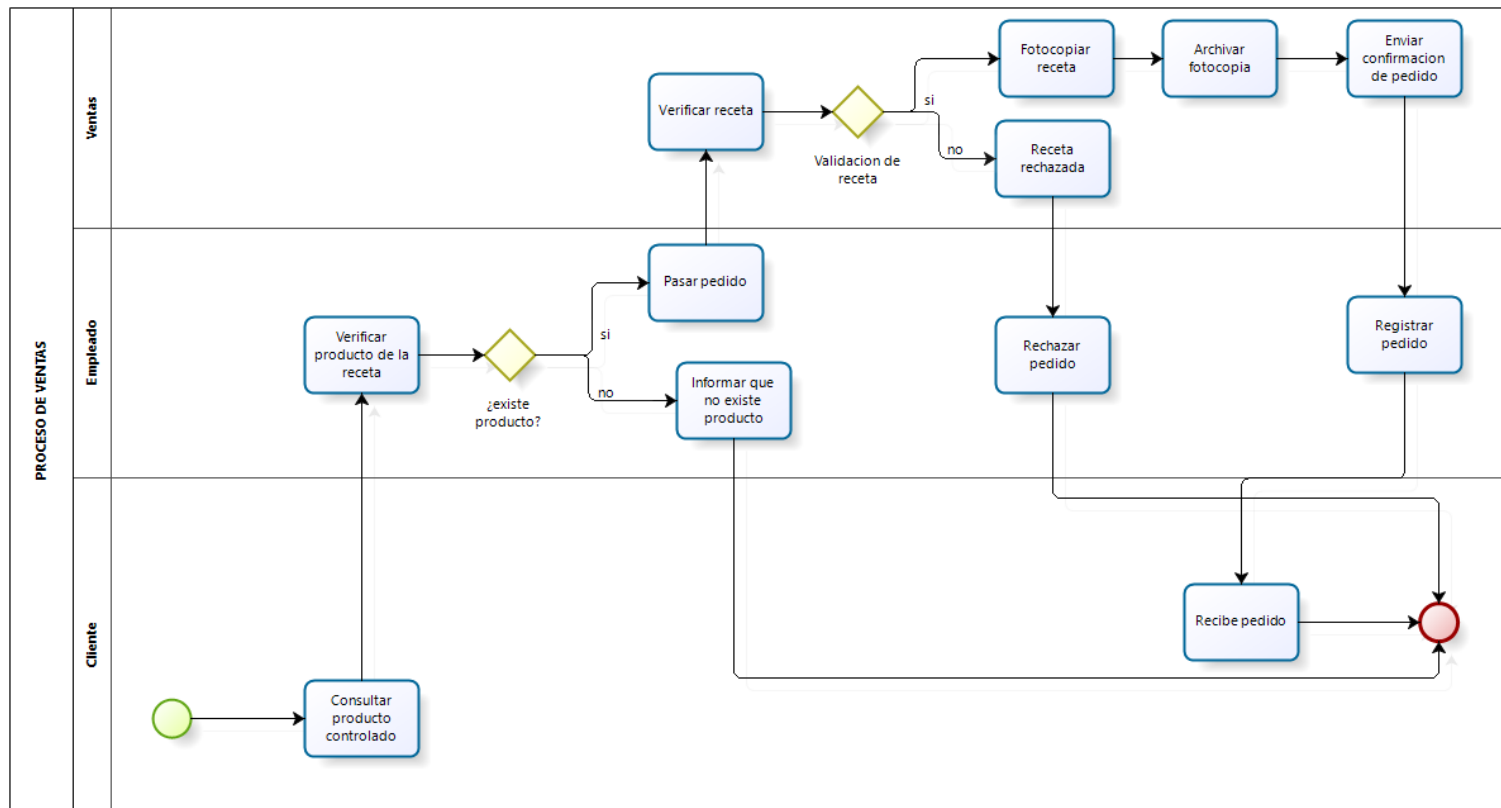 PROCESO DE VENTAS
Ventas
Verificar receta
Validacion de
receta
si
no
Fotocopiar
receta
Archivar
fotocopia
Enviar
confirmacion
de pedido
Receta
rechazada
Empleado
Verificar
producto de la
receta
¿existe
producto?
si
no
Pasar pedido
Informar que
no existe
producto
Rechazar
pedido
Registrar
pedido
Cliente
Consultar
producto
controlado
Recibe pedido